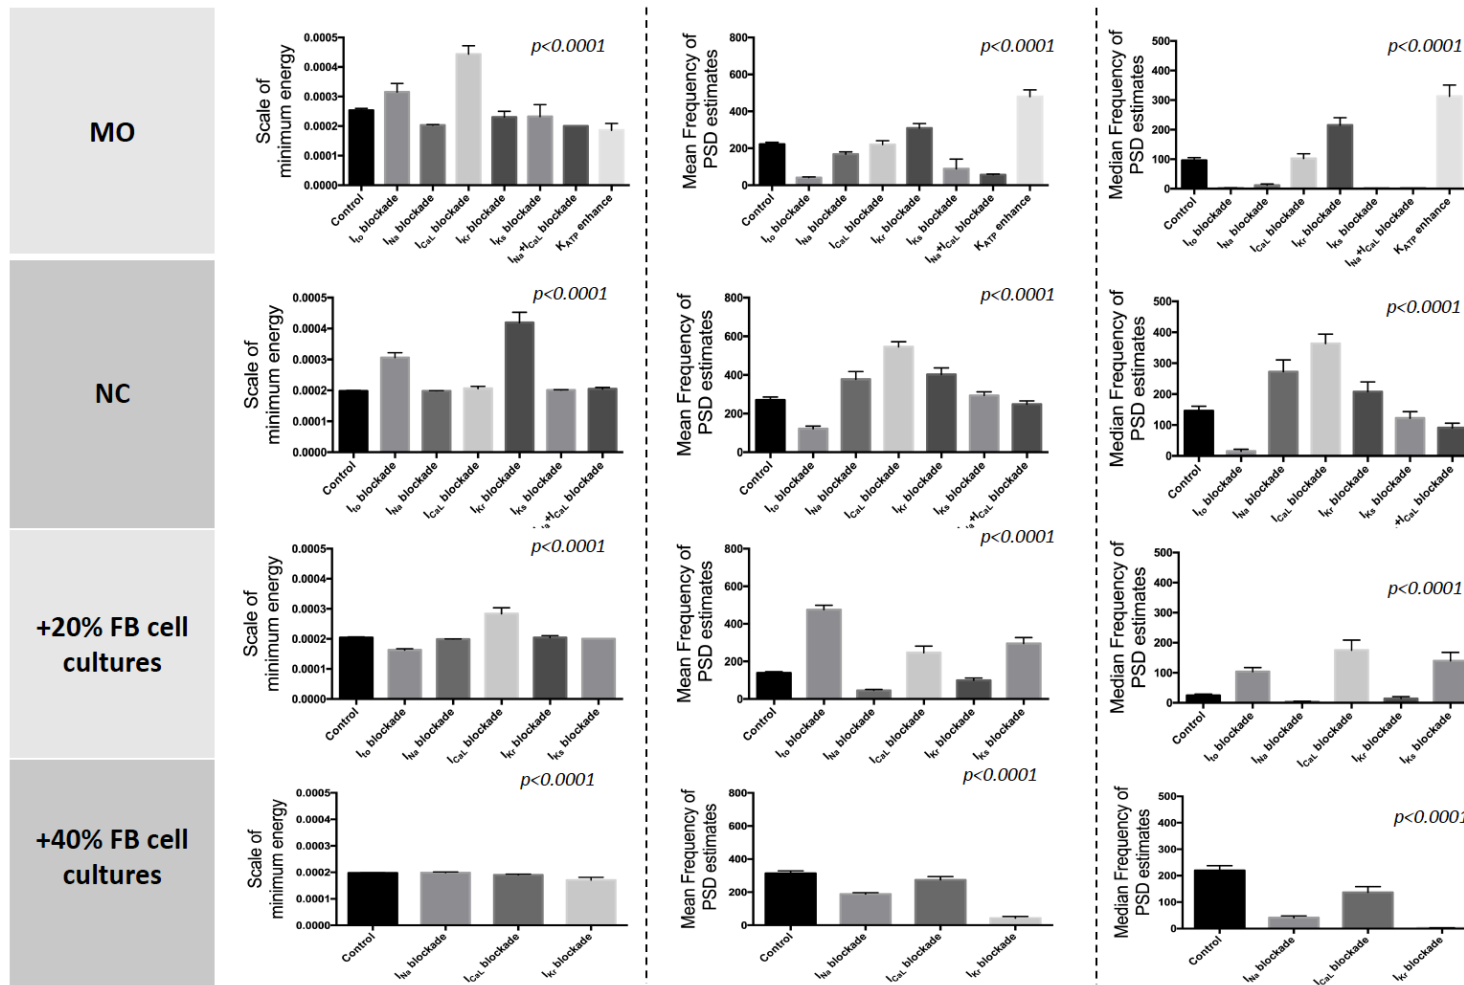 MO
Scale of
minimum energy
0.0005
0.0004
0.0003
0.0002
0.0001
0.0000
p<0.0001
Control
Ito blockade
INa blockade
ICaL blockade
IKr blockade
IKs blockade
INa+ICaL blockade
KATP enhance
Mean Frequency of
PSD estimates
800
600
400
200
0
p<0.0001
Control
Ito blockade
INa blockade
ICaL blockade
IKr blockade
IKs blockade
INa+ICaL blockade
KATP enhance
Median Frequency of
PSD estimates
500
400
300
200
100
0
p<0.0001
Control
Ito blockade
INa blockade
ICaL blockade
IKr blockade
IKs blockade
INa+ICaL blockade
KATP enhance
NC
Scale of
minimum energy
0.0005
0.0004
0.0003
0.0002
0.0001
0.0000
p<0.0001
Control
Ito blockade
INa blockade
ICaL blockade
IKr blockade
IKs blockade
+ICaL blockade
Mean Frequency of
PSD estimates
800
600
400
200
0
p<0.0001
Control
Ito blockade
INa blockade
ICaL blockade
IKr blockade
IKs blockade
+ICaL blockade
Median Frequency of
PSD estimates
500
400
300
200
100
0
p<0.0001
Control
Ito blockade
INa blockade
ICaL blockade
IKr blockade
IKs blockade
+ICaL blockade
+20% FB cell
cultures
Scale of
minimum energy
0.0005
0.0004
0.0003
0.0002
0.0001
0.0000
p<0.0001
Control
Ito blockade
INa blockade
ICaL blockade
IKr blockade
IKs blockade
Mean Frequency of
PSD estimates
800
600
400
200
0
p<0.0001
Control
Ito blockade
INa blockade
ICaL blockade
IKr blockade
IKs blockade
Median Frequency of
PSD estimates
500
400
300
200
100
0
p<0.0001
Control
Ito blockade
INa blockade
ICaL blockade
IKr blockade
IKs blockade
+40% FB cell
cultures
Scale of
minimum energy
0.0005
0.0004
0.0003
0.0002
0.0001
0.0000
p<0.0001
Control
INa blockade
ICaL blockade
IKr blockade
Mean Frequency of
PSD estimates
800
600
400
200
0
p<0.0001
Control
INa blockade
ICaL blockade
IKr blockade
Median Frequency of
PSD estimates
500
400
300
200
100
0
p<0.0001
Control
INa blockade
ICaL blockade
IKr blockade